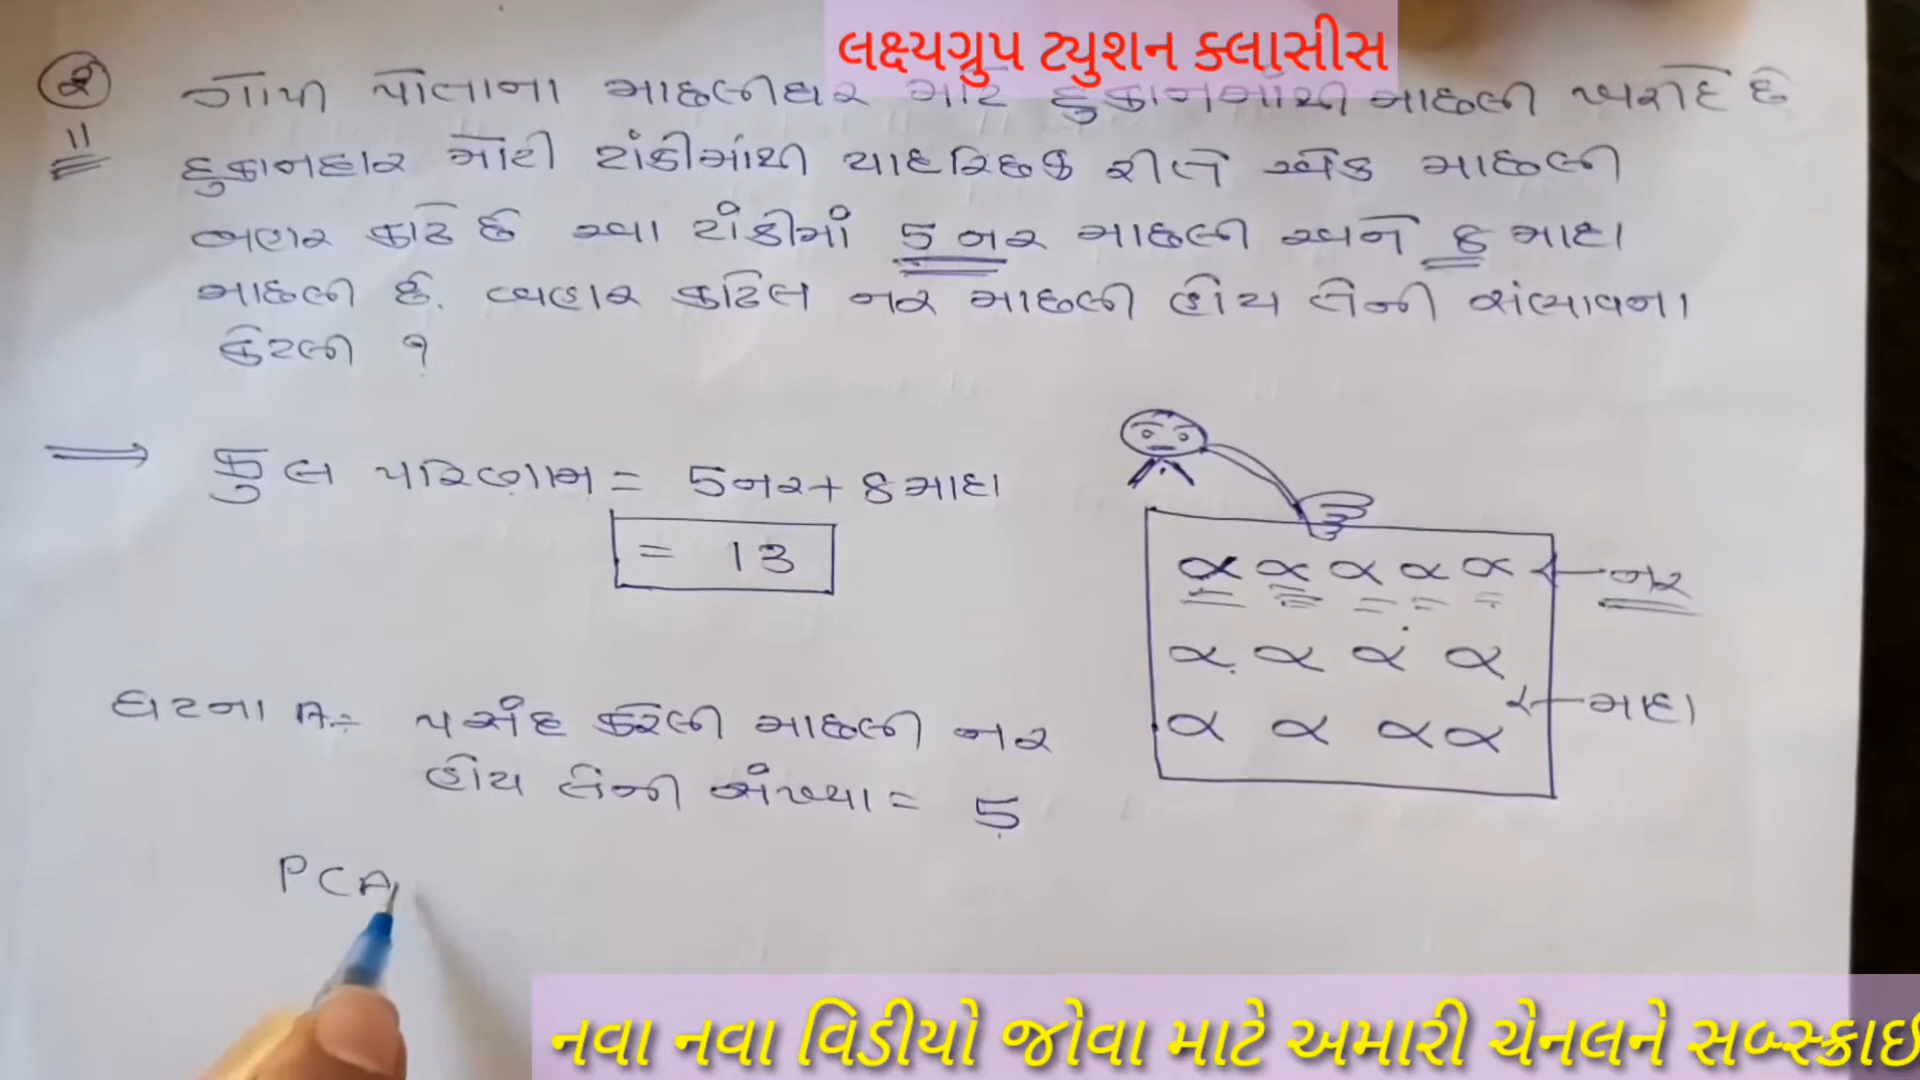 લક્ષ્યગ્રુપ ટ્યુશન ક્લાસીસ
૨ ગોપી પોતાના માછલીઘર માટે દુકાનમાંથી માછલી ખરીદે છે
॥ દુકાનદાર મોટી ટાંકીમાંથી યાદચ્છિક રીતે એક માછલી
બહાર કાઢે છે આ ટાંકીમાં 5 નર માછલી અને 8 માદા
માછલી છે. બહાર કાઢેલ નર માછલી હોય તેની સંભાવના
કેટલી ?
⇒ કુલ પરિણામ = 5નર + 8માદા
= 13
નર
માદા
ઘટના A÷ પસંદ કરેલી માછલી નર
હોય તેની સંખ્યા = 5
PCA
નવા નવા વિડીયો જોવા માટે અમારી ચેનલને સબ્સ્ક્રાઈ